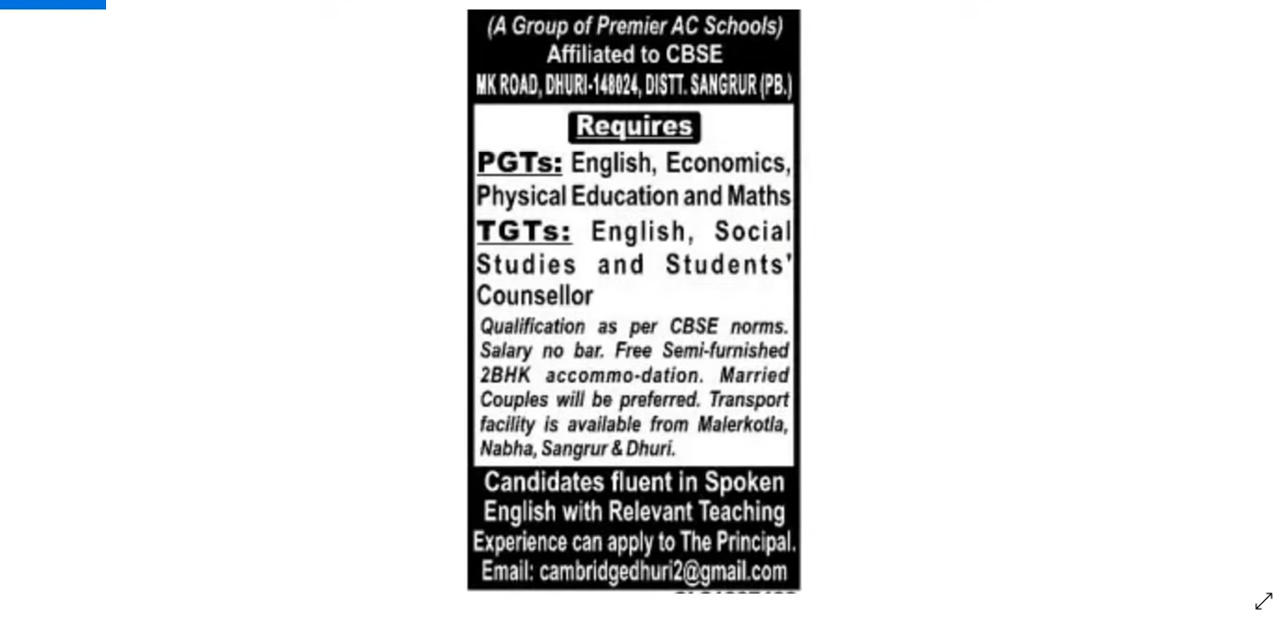 (A Group of Premier AC Schools)
Affiliated to CBSE
MK ROAD, DHURI-148024, DISTT. SANGRUR (PB.)
Requires
PGTs: English, Economics,
Physical Education and Maths
TGTs: English, Social
Studies and Students'
Counsellor
Qualification as per CBSE norms.
Salary no bar. Free Semi-furnished
2BHK accommo-dation. Married
Couples will be preferred. Transport
facility is available from Malerkotla,
Nabha, Sangrur & Dhuri.
Candidates fluent in Spoken
English with Relevant Teaching
Experience can apply to The Principal.
Email: cambridgedhuri2@gmail.com